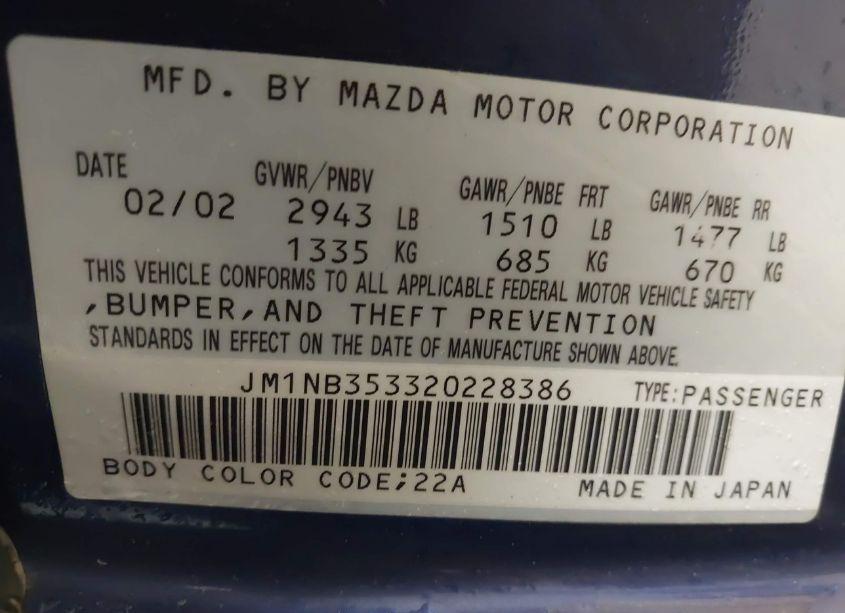 MFD. BY MAZDA MOTOR CORPORATION
DATE GVWR/PNBV GAWR/PNBE FRT GAWR/PNBE RR
02/02 2943 LB 1510 LB 1477 LB
1335 KG 685 KG 670 KG
THIS VEHICLE CONFORMS TO ALL APPLICABLE FEDERAL MOTOR VEHICLE SAFETY
,BUMPER,AND THEFT PREVENTION
STANDARDS IN EFFECT ON THE DATE OF MANUFACTURE SHOWN ABOVE.
JM1NB353320228386 TYPE:PASSENGER
BODY COLOR CODE;22A MADE IN JAPAN